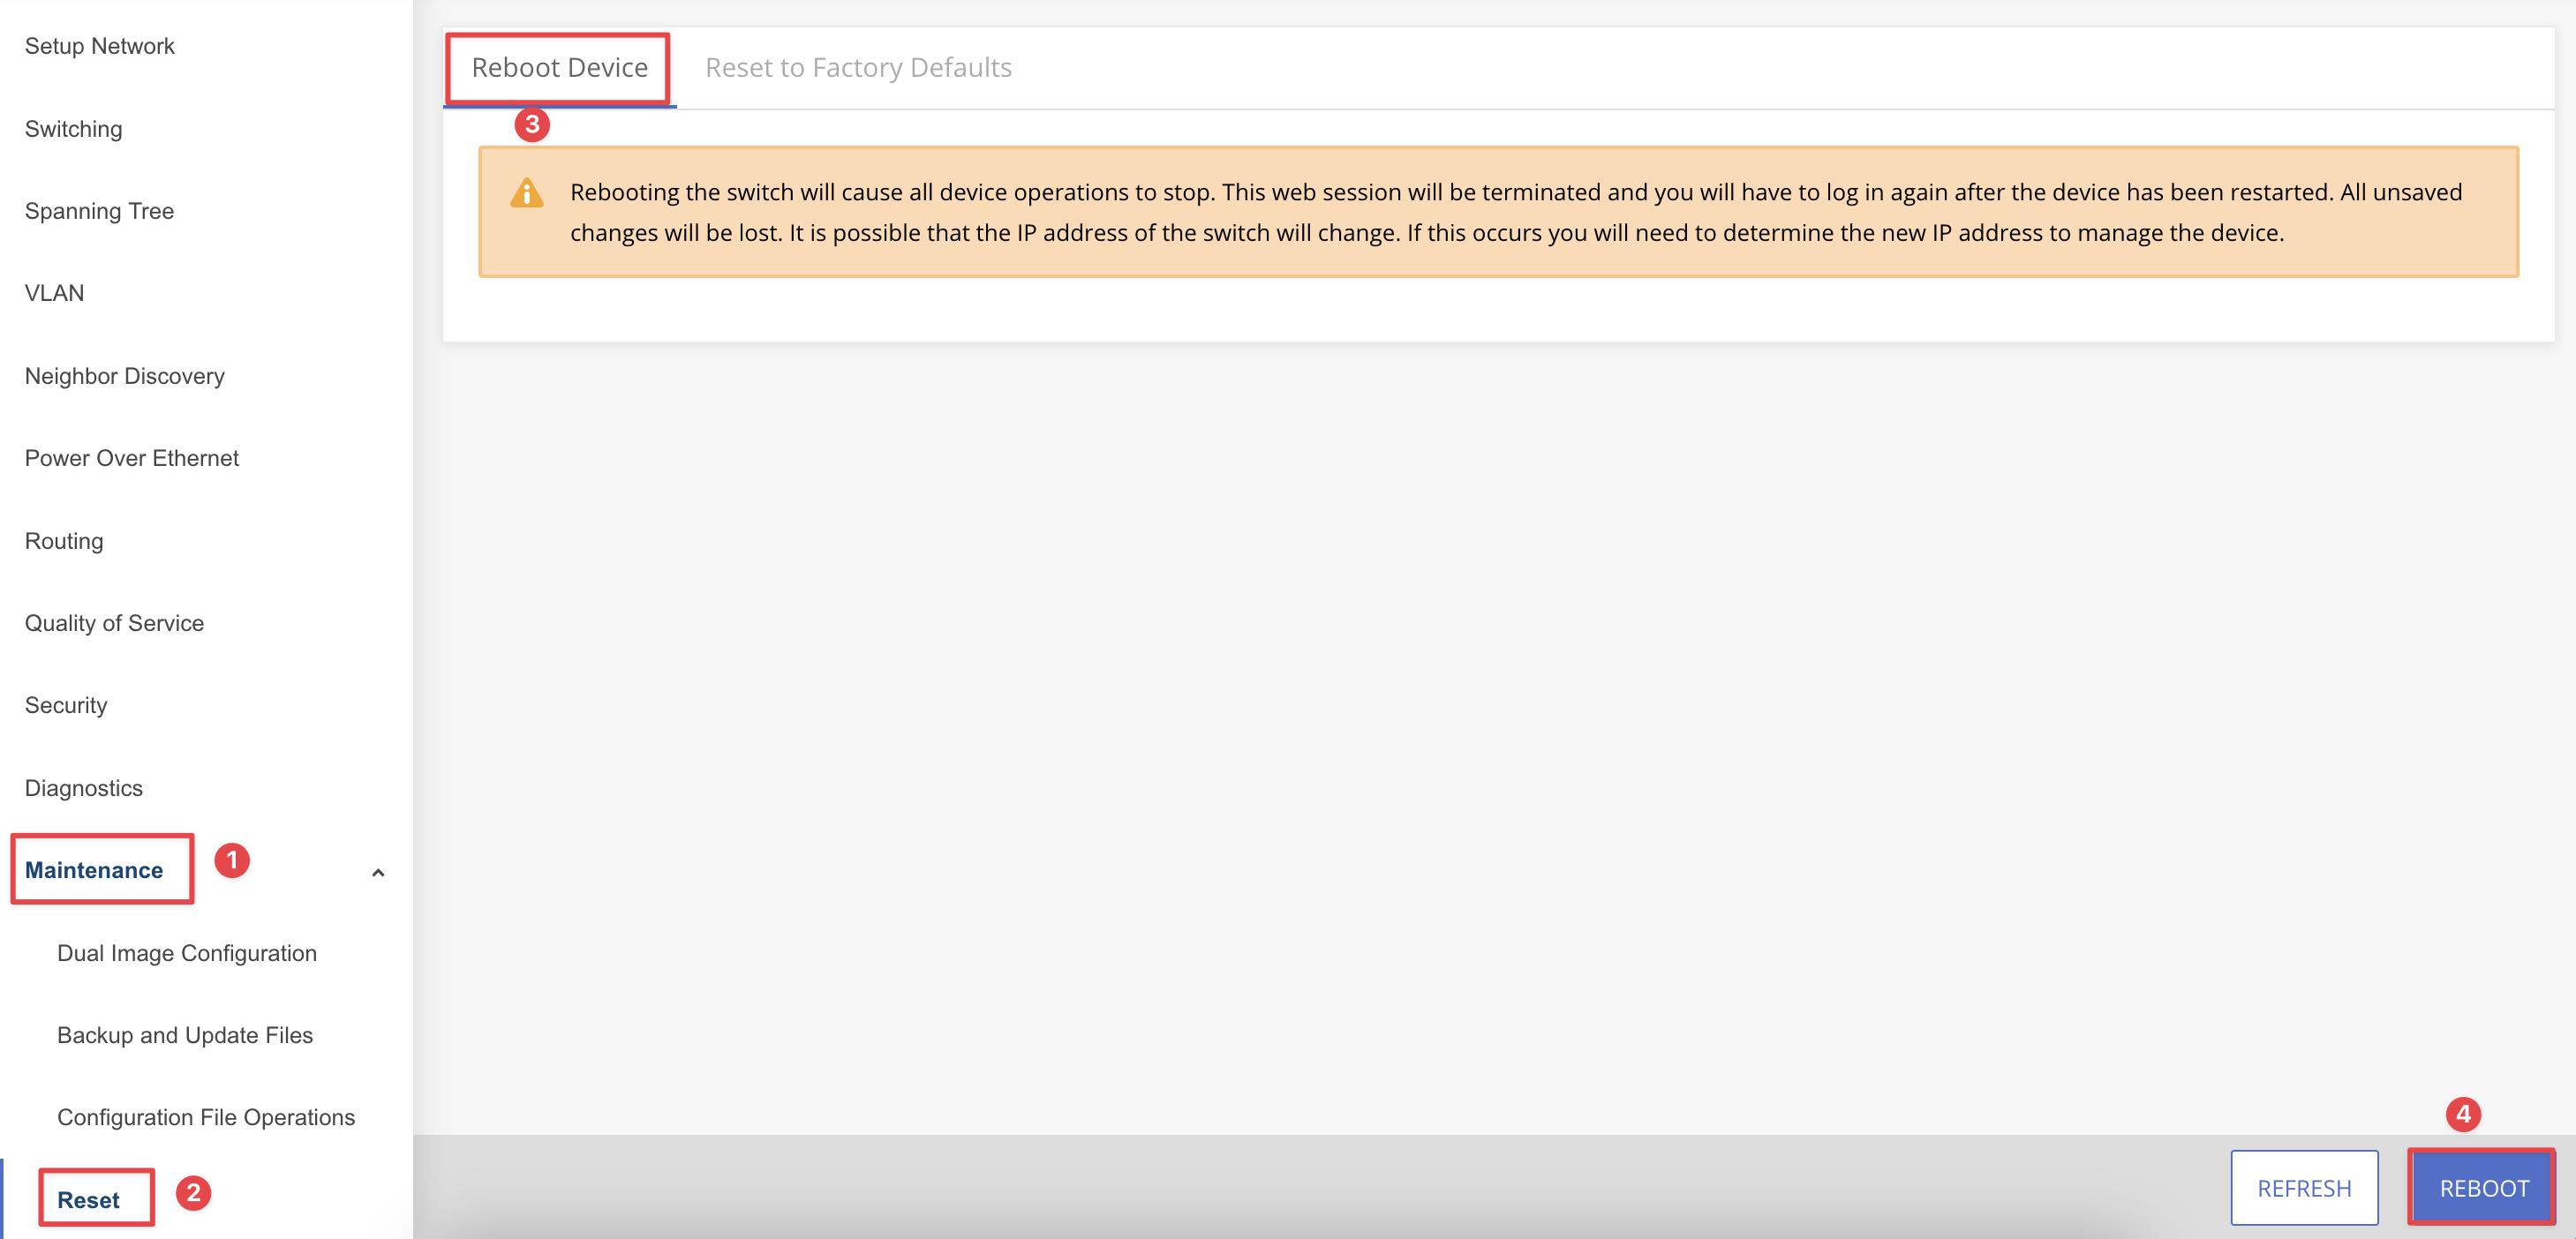 Setup Network
Switching
Spanning Tree
VLAN
Neighbor Discovery
Power Over Ethernet
Routing
Quality of Service
Security
Diagnostics
Maintenance
1
Dual Image Configuration
Backup and Update Files
Configuration File Operations
Reset
2
Reboot Device
Reset to Factory Defaults
3
Rebooting the switch will cause all device operations to stop. This web session will be terminated and you will have to log in again after the device has been restarted. All unsaved
changes will be lost. It is possible that the IP address of the switch will change. If this occurs you will need to determine the new IP address to manage the device.
4
REFRESH
REBOOT